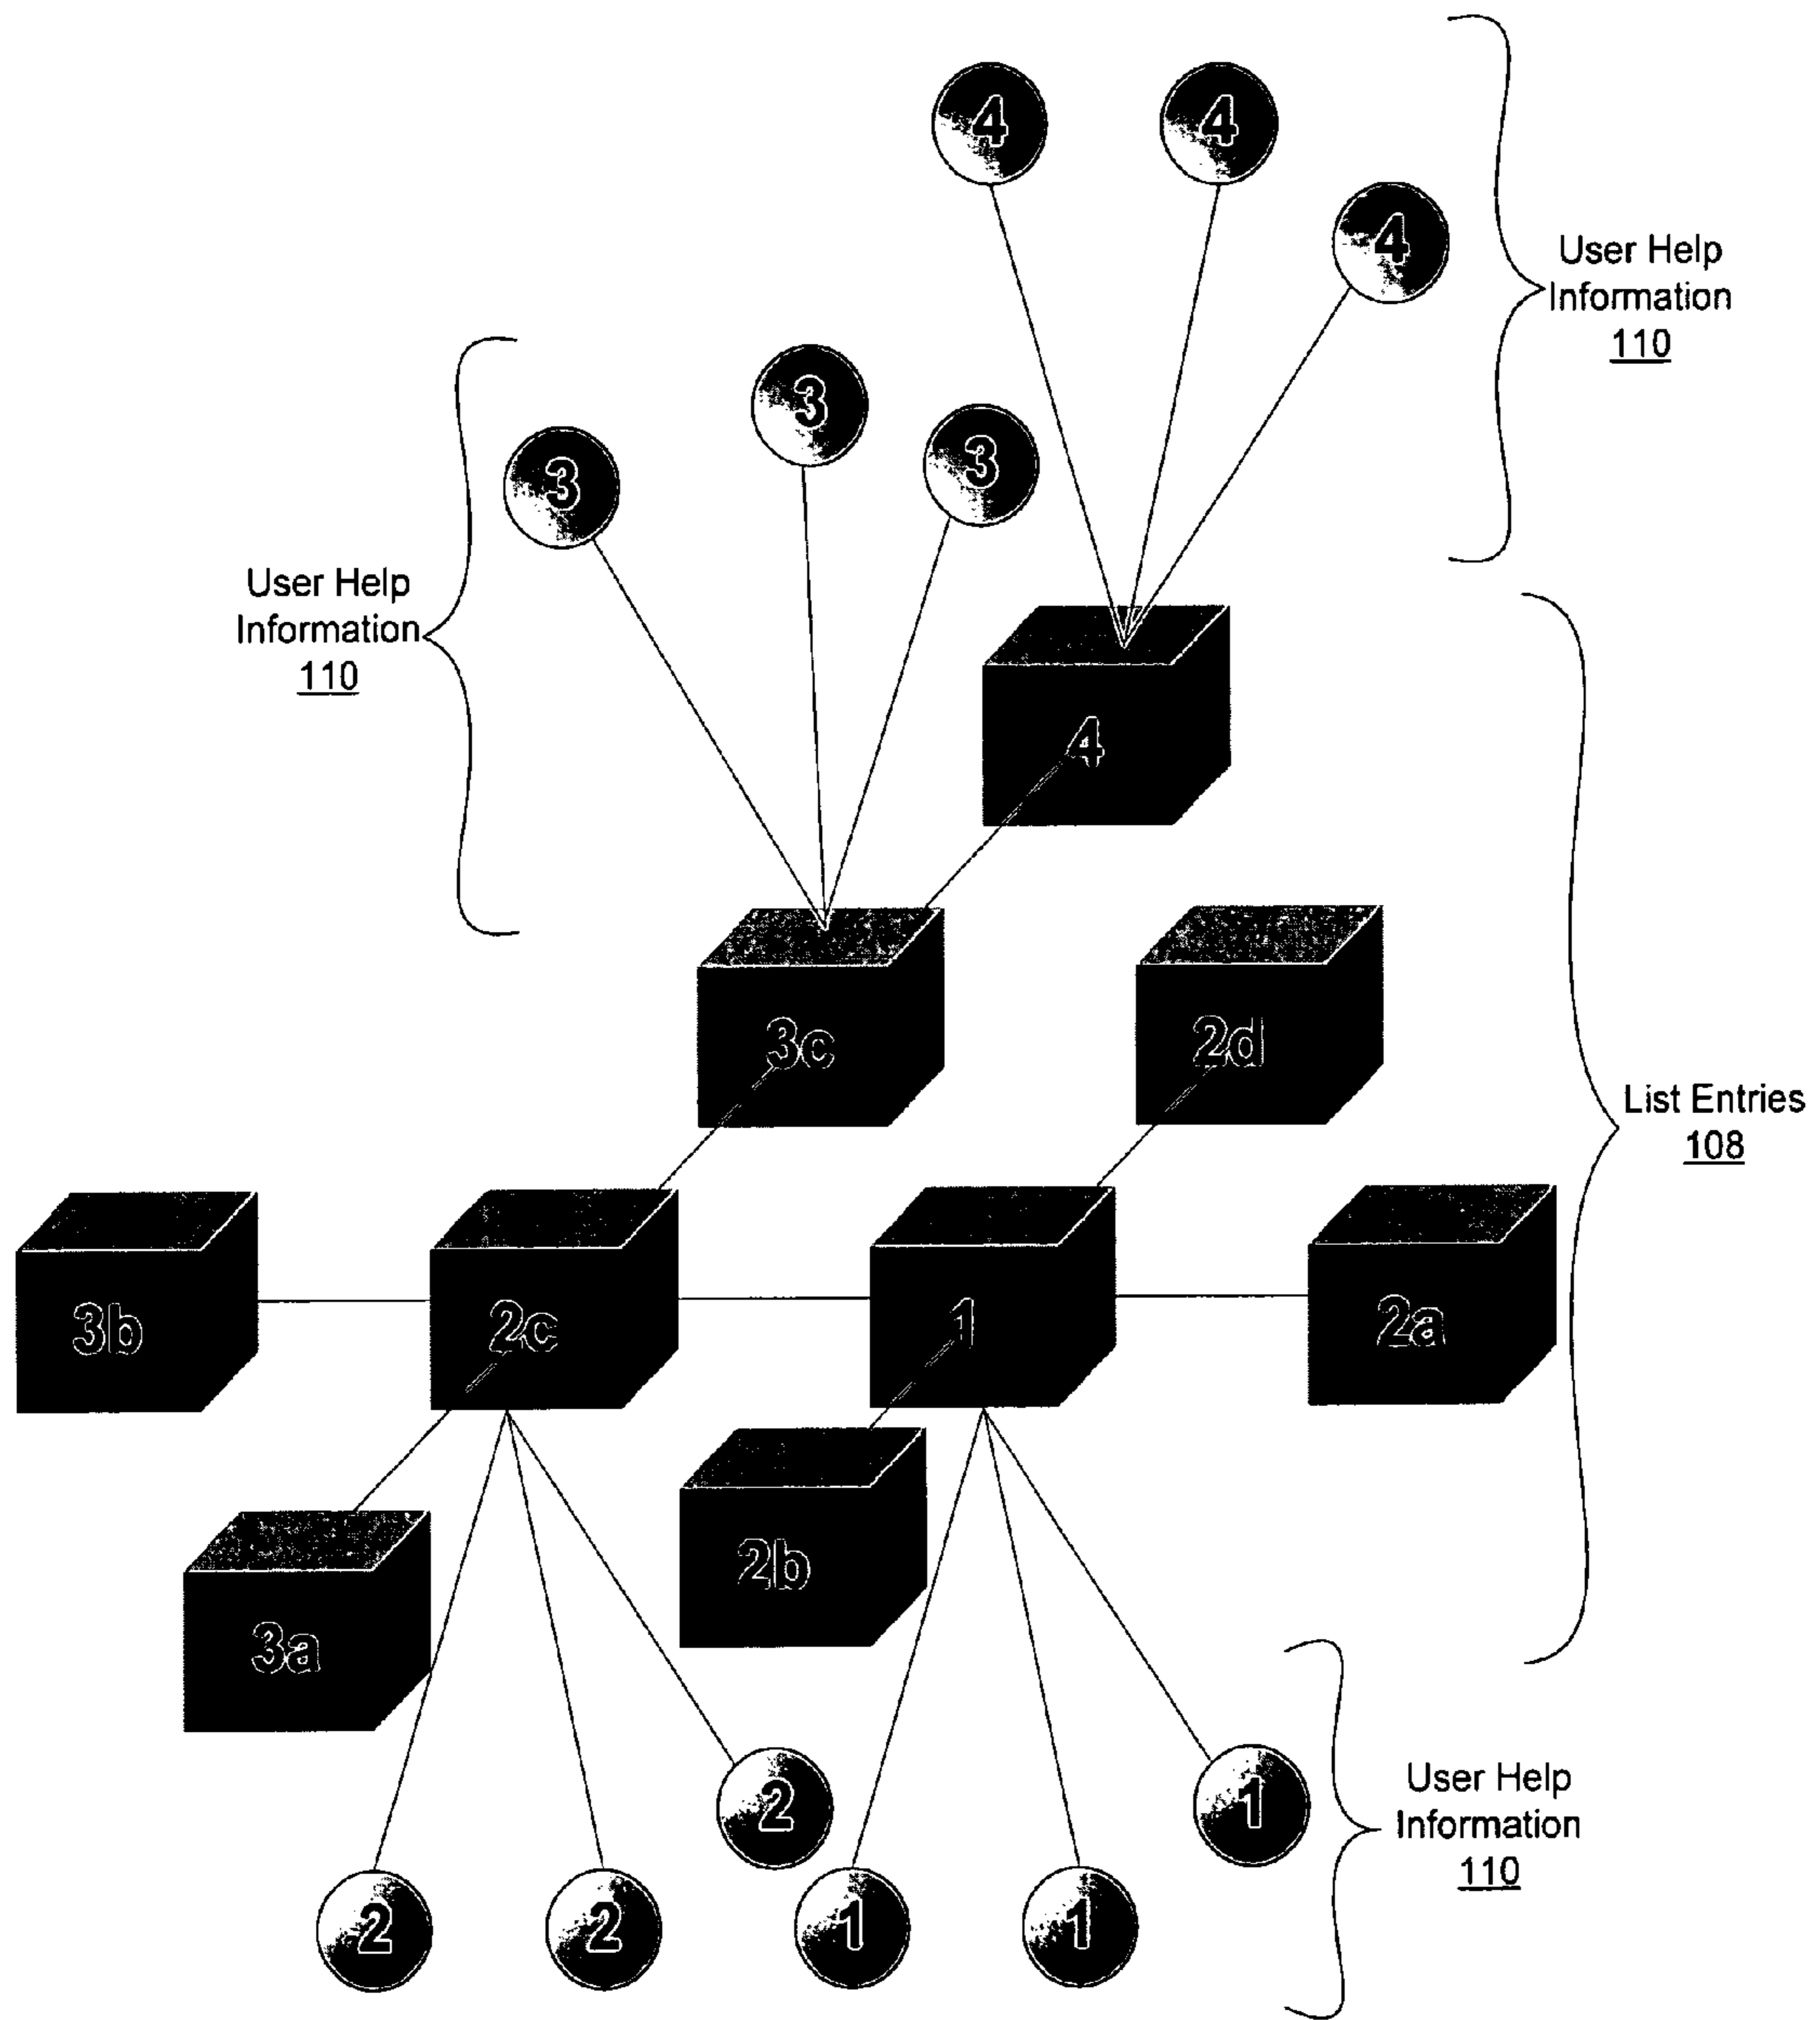 4
4
4
User Help
Information
110
3
3
3
User Help
Information
110
4
3c
2d
List Entries
108
3b
2c
1
2a
2b
3a
2
1
User Help
Information
110
2
2
1
1